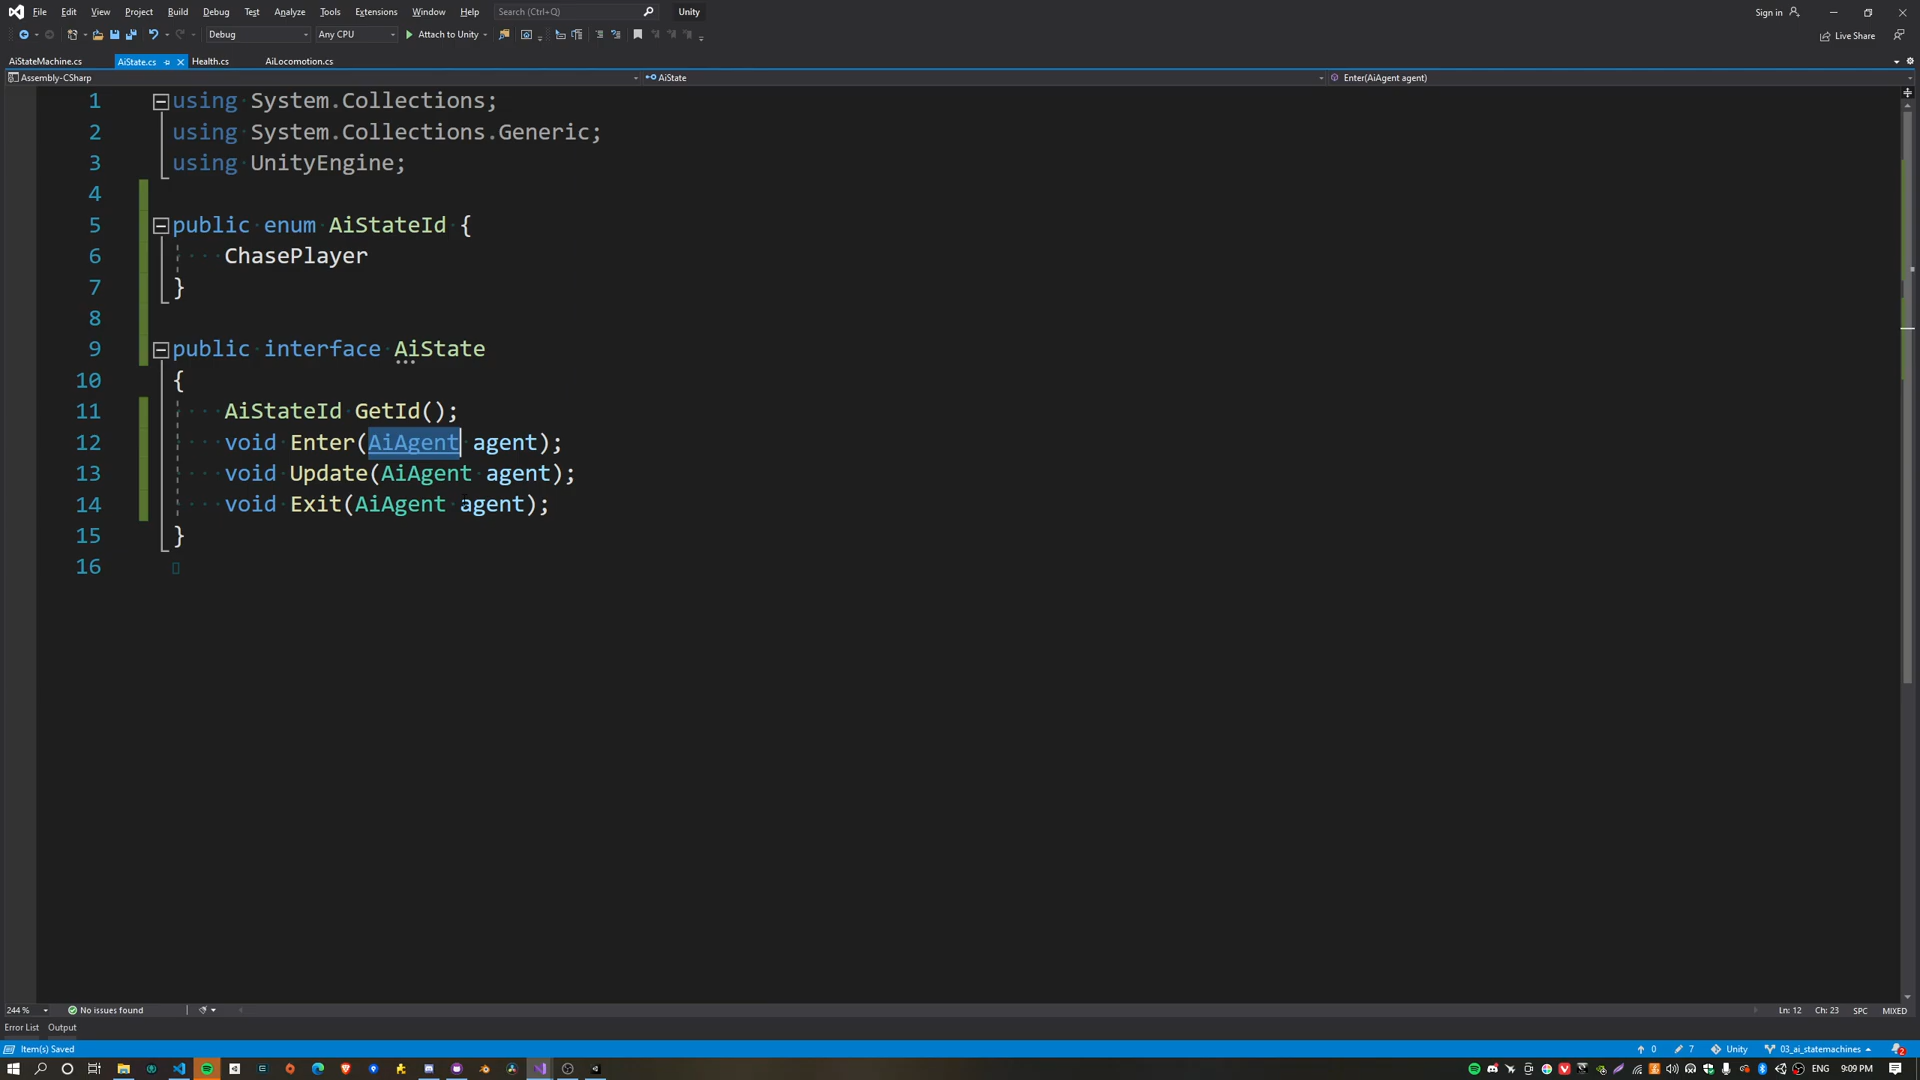 File Edit View Project Build Debug Test Analyze Tools Extensions Window Help Search (Ctrl+Q) Unity Sign in
Debug Any CPU Attach to Unity Live Share
AiStateMachine.cs AiState.cs Health.cs AiLocomotion.cs
Assembly-CSharp AiState Enter(AiAgent agent)
1 using System.Collections;
2 using System.Collections.Generic;
3 using UnityEngine;
4
5 public enum AiStateId {
6 ChasePlayer
7 }
8
9 public interface AiState
10 {
11 AiStateId GetId();
12 void Enter(AiAgent agent);
13 void Update(AiAgent agent);
14 void Exit(AiAgent agent);
15 }
16
244 % No issues found Ln: 12 Ch: 23 SPC MIXED
Error List Output
Item(s) Saved 0 7 Unity 03_ai_statemachines 2
ENG 9:09 PM